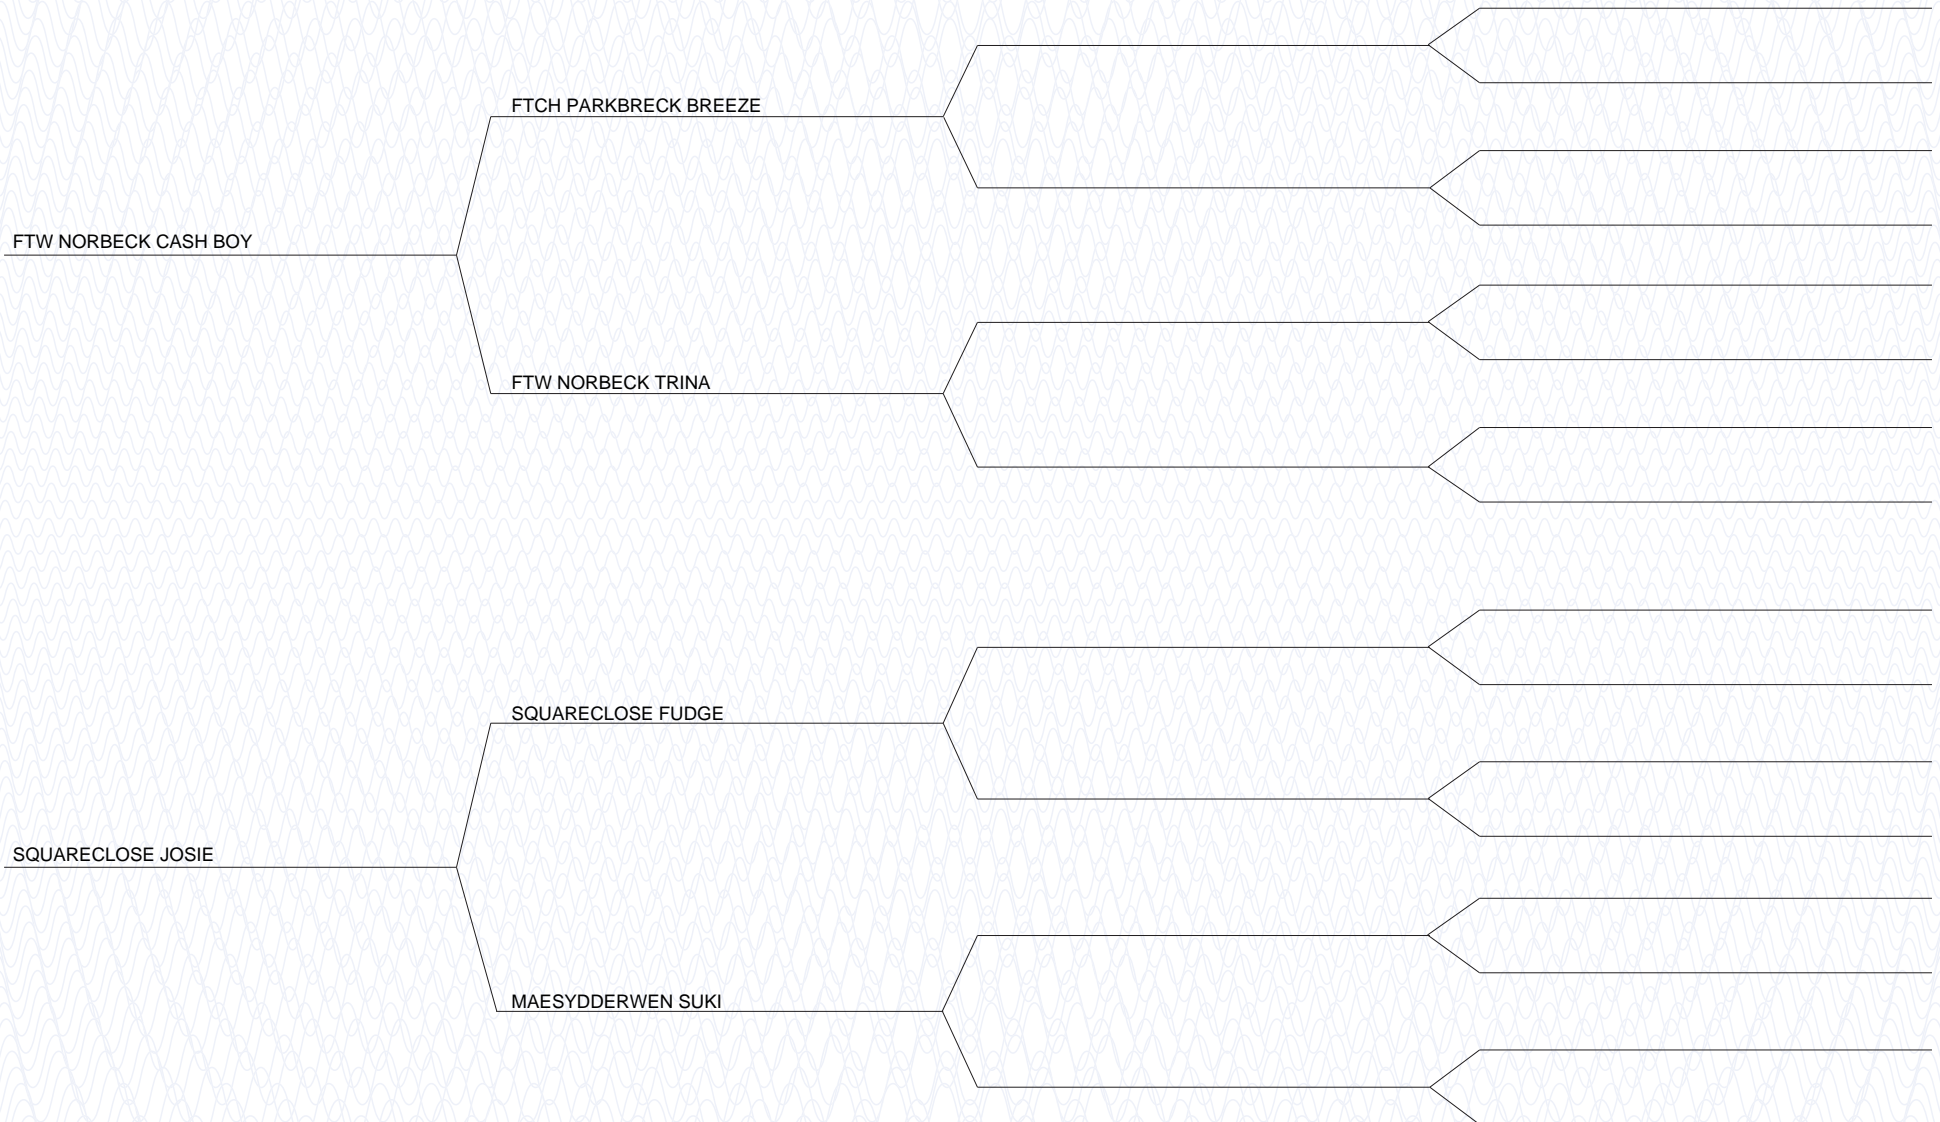 FTCH PARKBRECK BREEZE
FTW NORBECK CASH BOY
FTW NORBECK TRINA
SQUARECLOSE FUDGE
SQUARECLOSE JOSIE
MAESYDDERWEN SUKI